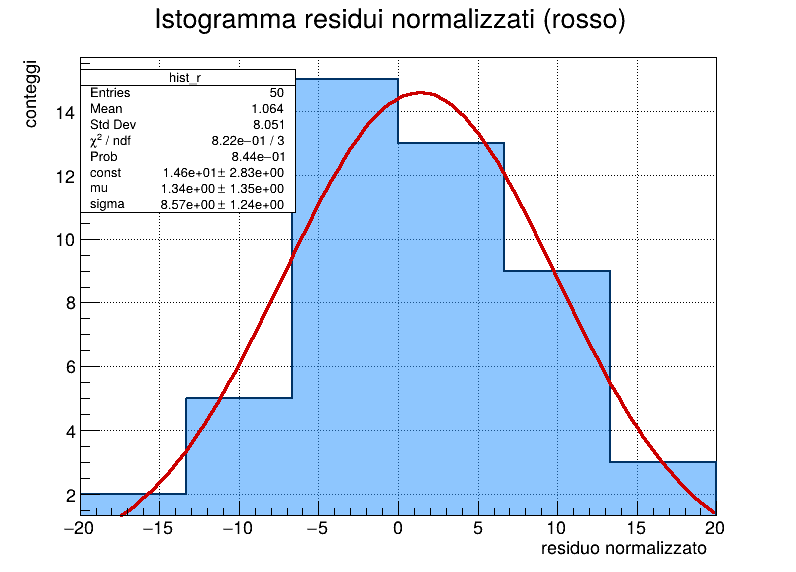 Istogramma residui normalizzati (rosso)
conteggi
hist_r
Entries 50
Mean 1.064
Std Dev 8.051
χ² / ndf 8.22e−01 / 3
Prob 8.44e−01
const 1.46e+01± 2.83e+00
mu 1.34e+00 ± 1.35e+00
sigma 8.57e+00 ± 1.24e+00
14
12
10
8
6
4
2
−20 −15 −10 −5 0 5 10 15 20
residuo normalizzato